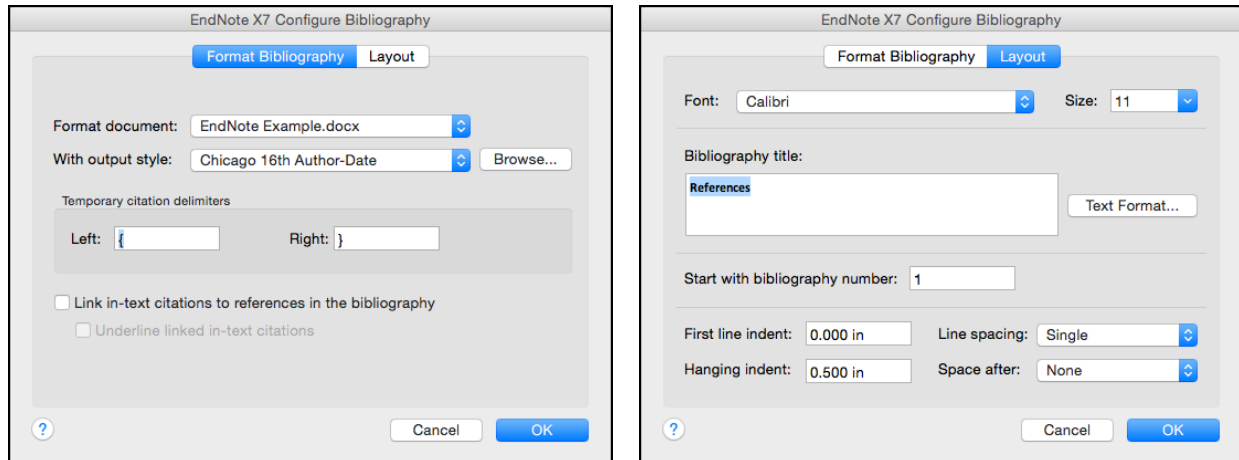 EndNote X7 Configure Bibliography
Format Bibliography Layout
Format document: EndNote Example.docx
With output style: Chicago 16th Author-Date Browse...
Temporary citation delimiters
Left: { Right: }
Link in-text citations to references in the bibliography
Underline linked in-text citations
? Cancel OK
EndNote X7 Configure Bibliography
Format Bibliography Layout
Font: Calibri Size: 11
Bibliography title:
References
Text Format...
Start with bibliography number: 1
First line indent: 0.000 in Line spacing: Single
Hanging indent: 0.500 in Space after: None
? Cancel OK